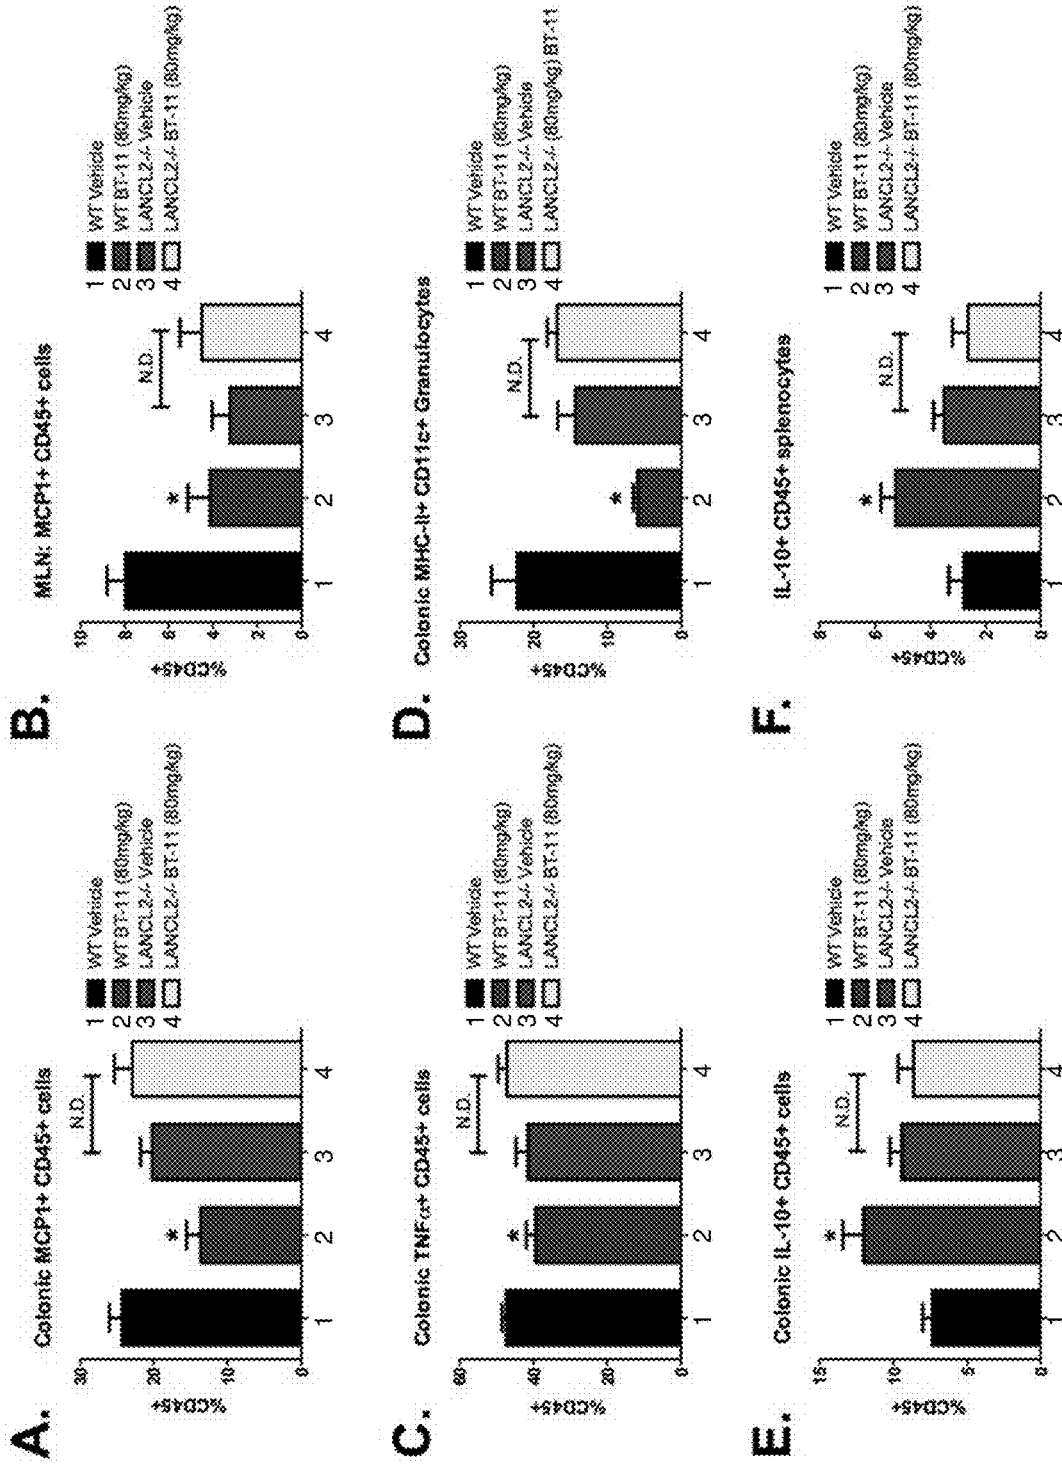 A.
Colonic MCP1+ CD45+ cells
%CD45+
30
20
10
0
N.D.
*
1 2 3 4
1 WT Vehicle
2 WT BT-11 (80mg/kg)
3 LANCL2-/- Vehicle
4 LANCL2-/- BT-11 (80mg/kg)
B.
MLN: MCP1+ CD45+ cells
%CD45+
10
8
6
4
2
0
N.D.
*
1 2 3 4
1 WT Vehicle
2 WT BT-11 (80mg/kg)
3 LANCL2-/- Vehicle
4 LANCL2-/- BT-11 (80mg/kg)
C.
Colonic TNFα+ CD45+ cells
%CD45+
60
40
20
0
N.D.
*
1 2 3 4
1 WT Vehicle
2 WT BT-11 (80mg/kg)
3 LANCL2-/- Vehicle
4 LANCL2-/- BT-11 (80mg/kg)
D.
Colonic MHC-II+ CD11c+ Granulocytes
%CD45+
30
20
10
0
N.D.
*
1 2 3 4
1 WT Vehicle
2 WT BT-11 (80mg/kg)
3 LANCL2-/- Vehicle
4 LANCL2-/- (80mg/kg) BT-11
E.
Colonic IL-10+ CD45+ cells
%CD45+
15
10
5
0
N.D.
*
1 2 3 4
1 WT Vehicle
2 WT BT-11 (80mg/kg)
3 LANCL2-/- Vehicle
4 LANCL2-/- BT-11 (80mg/kg)
F.
IL-10+ CD45+ splenocytes
%CD45+
8
6
4
2
0
N.D.
*
1 2 3 4
1 WT Vehicle
2 WT BT-11 (80mg/kg)
3 LANCL2-/- Vehicle
4 LANCL2-/- BT-11 (80mg/kg)